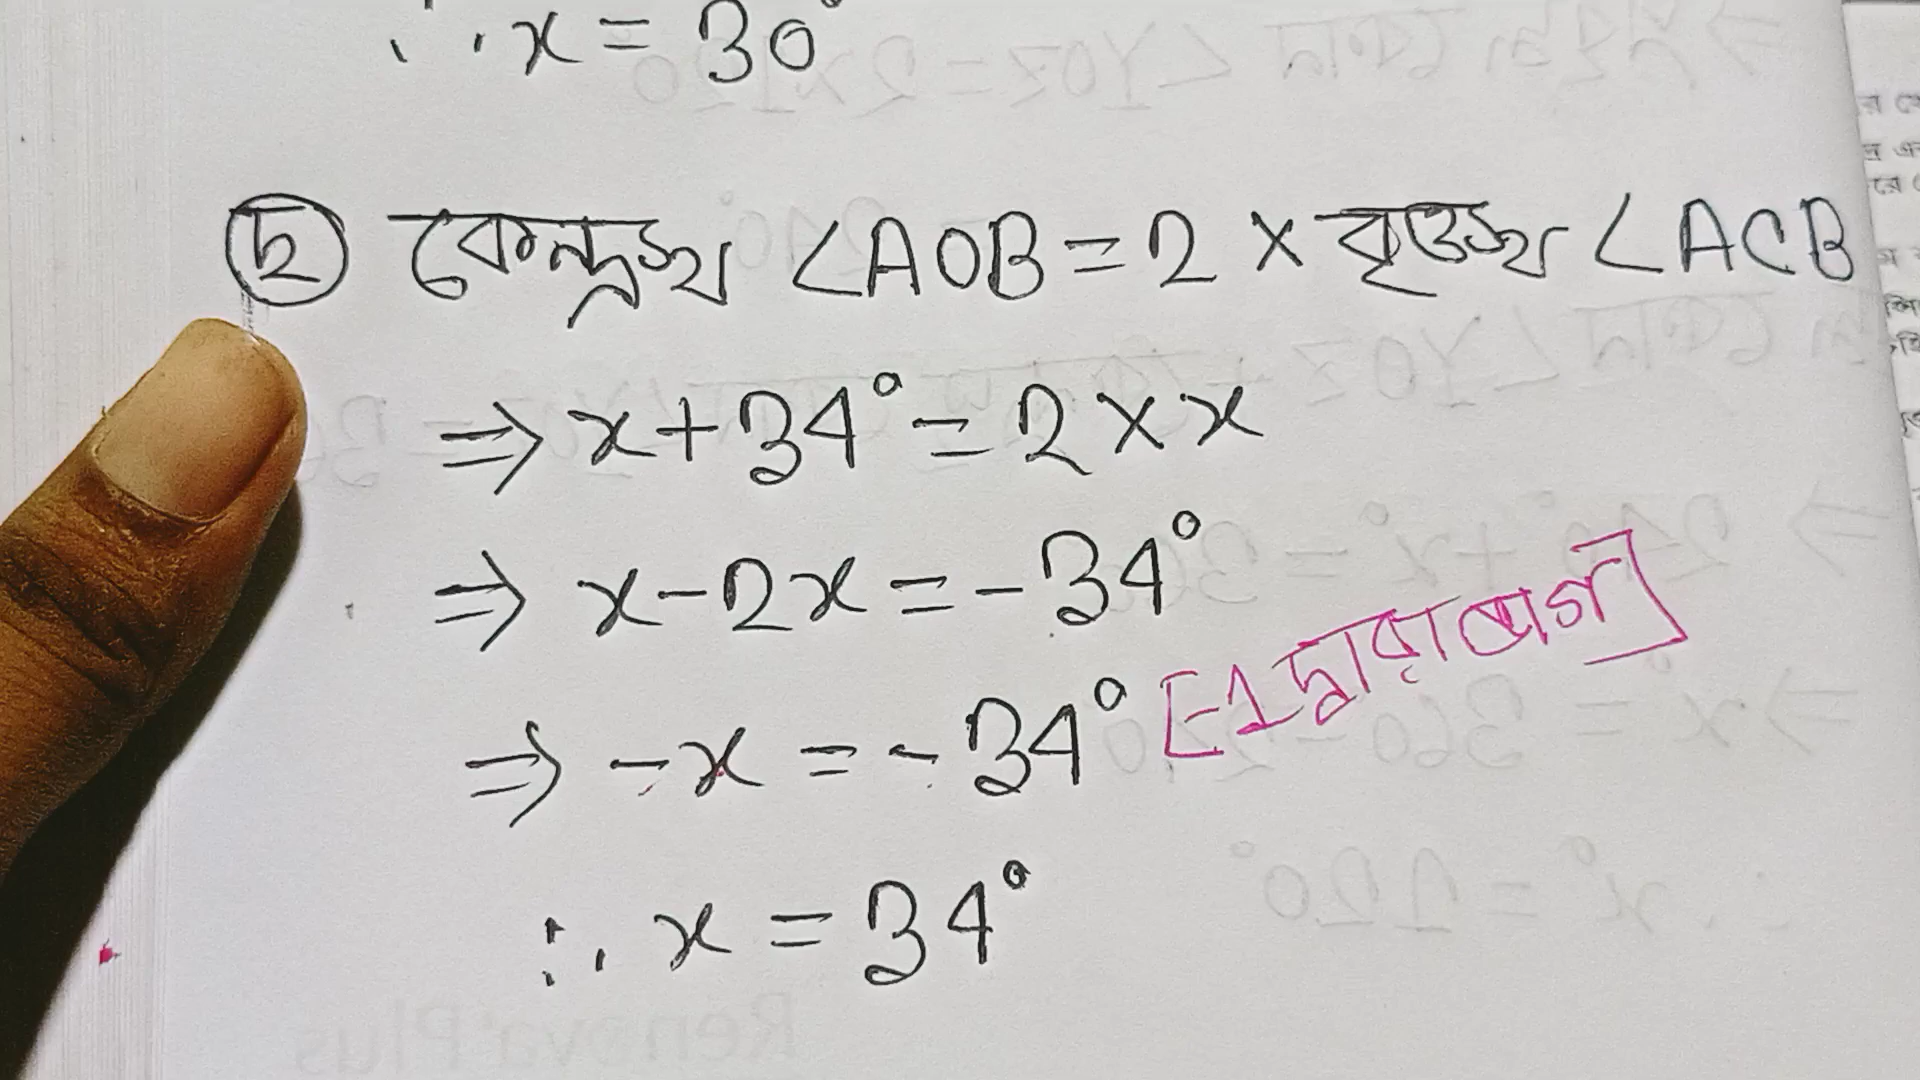 ∴ x = 30°
চ কেন্দ্রস্থ ∠AOB = 2 × বৃত্তস্থ ∠ACB
⇒ x + 34° = 2 × x
⇒ x - 2x = - 34°
⇒ - x = - 34° [-1 দ্বারা ভাগ]
∴ x = 34°